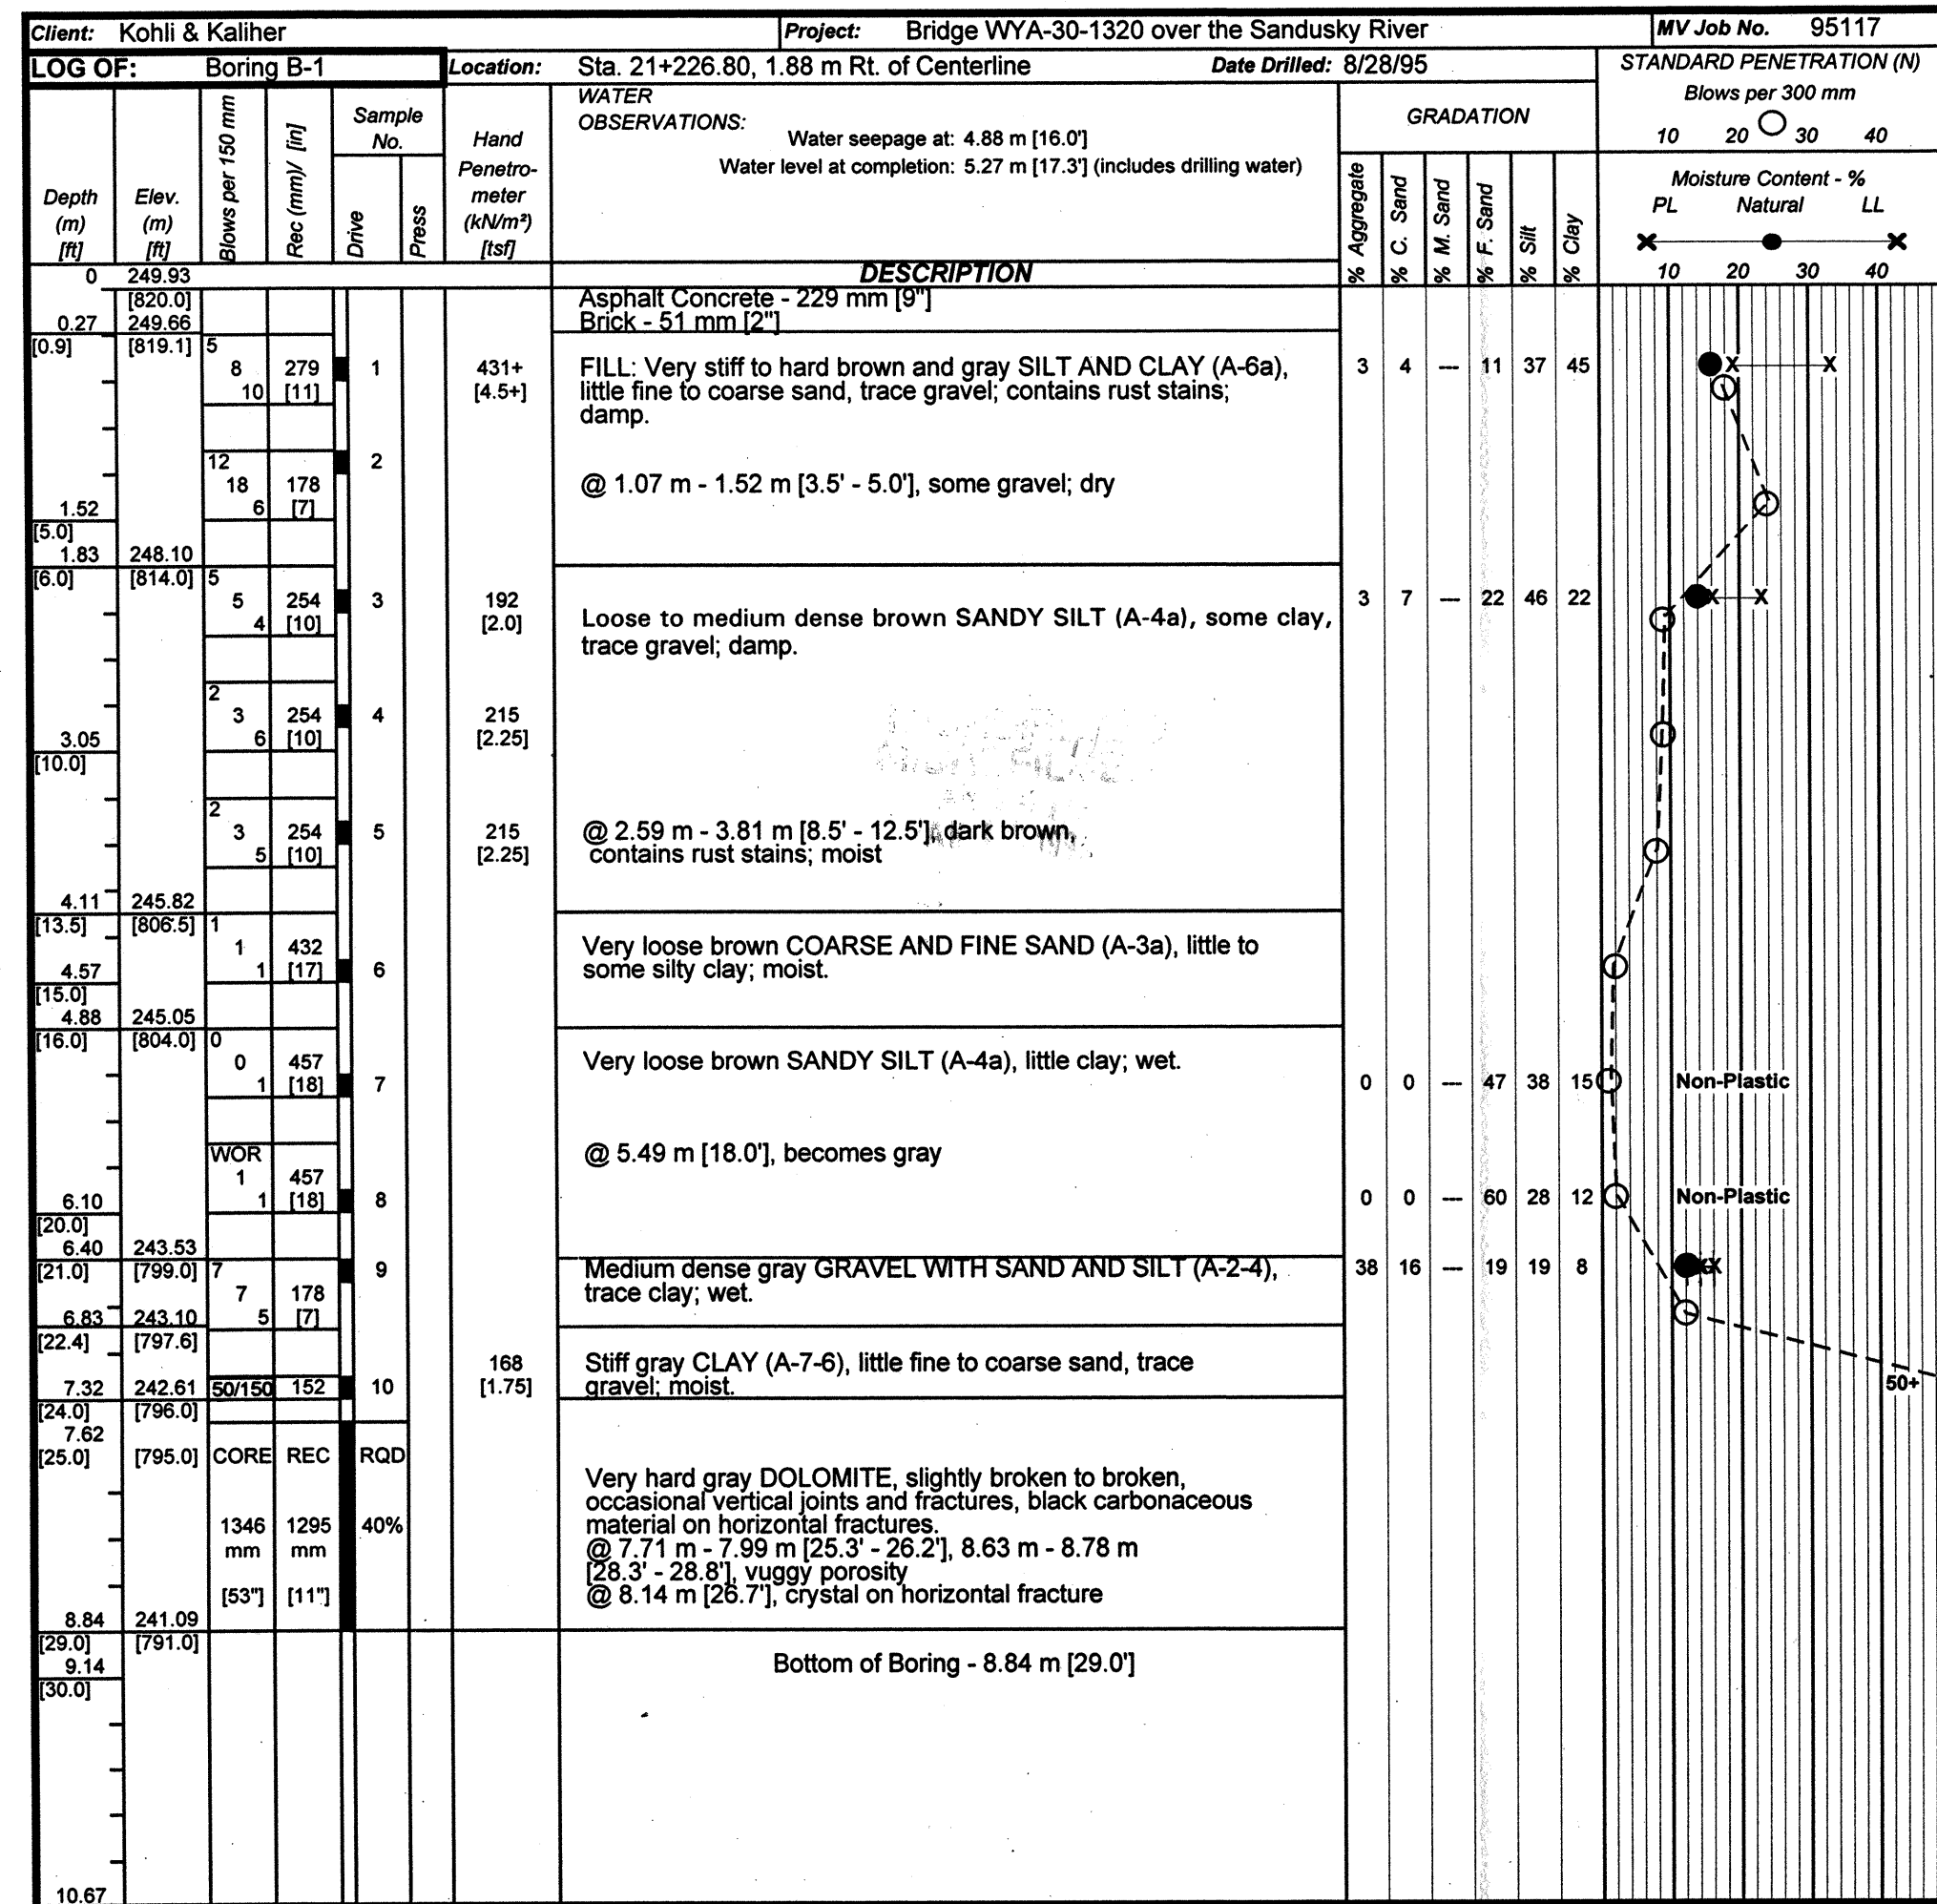 Client: Kohli & Kaliher Project: Bridge WYA-30-1320 over the Sandusky River MV Job No. 95117
LOG OF: Boring B-1 Location: Sta. 21+226.80, 1.88 m Rt. of Centerline Date Drilled: 8/28/95
STANDARD PENETRATION (N)
Blows per 300 mm
10 20 30 40
Moisture Content - %
PL Natural LL
10 20 30 40
Depth (m) [ft]
Elev. (m) [ft]
Blows per 150 mm
Rec (mm)/ [in]
Sample No.
Drive
Press
Hand Penetro-meter (kN/m²) [tsf]
WATER
OBSERVATIONS:
Water seepage at: 4.88 m [16.0']
Water level at completion: 5.27 m [17.3'] (includes drilling water)
GRADATION
% Aggregate
% C. Sand
% M. Sand
% F. Sand
% Silt
% Clay
DESCRIPTION
0 249.93
[820.0] Asphalt Concrete - 229 mm [9"]
0.27 249.66 Brick - 51 mm [2"]
[0.9] [819.1] 5
8 279 1 431+ FILL: Very stiff to hard brown and gray SILT AND CLAY (A-6a), 3 4 --- 11 37 45
10 [11] [4.5+] little fine to coarse sand, trace gravel; contains rust stains;
damp.
12 2
18 178 @ 1.07 m - 1.52 m [3.5' - 5.0'], some gravel; dry
1.52 6 [7]
[5.0]
1.83 248.10
[6.0] [814.0] 5
5 254 3 192 3 7 --- 22 46 22
4 [10] [2.0] Loose to medium dense brown SANDY SILT (A-4a), some clay,
trace gravel; damp.
2
3 254 4 215
3.05 6 [10] [2.25]
[10.0]
2
3 254 5 215 @ 2.59 m - 3.81 m [8.5' - 12.5'], dark brown,
5 [10] [2.25] contains rust stains; moist
4.11 245.82
[13.5] [806.5] 1
1 432 Very loose brown COARSE AND FINE SAND (A-3a), little to
4.57 1 [17] 6 some silty clay; moist.
[15.0]
4.88 245.05
[16.0] [804.0] 0
0 457 Very loose brown SANDY SILT (A-4a), little clay; wet.
1 [18] 7 0 0 --- 47 38 15 Non-Plastic
WOR @ 5.49 m [18.0'], becomes gray
1 457
6.10 1 [18] 8 0 0 --- 60 28 12 Non-Plastic
[20.0]
6.40 243.53
[21.0] [799.0] 7 9 Medium dense gray GRAVEL WITH SAND AND SILT (A-2-4), 38 16 --- 19 19 8
7 178 trace clay; wet.
6.83 243.10 5 [7]
[22.4] [797.6]
168 Stiff gray CLAY (A-7-6), little fine to coarse sand, trace
7.32 242.61 50/150 152 10 [1.75] gravel; moist. 50+
[24.0] [796.0]
7.62
[25.0] [795.0] CORE REC RQD
Very hard gray DOLOMITE, slightly broken to broken,
occasional vertical joints and fractures, black carbonaceous
1346 1295 40% material on horizontal fractures.
mm mm @ 7.71 m - 7.99 m [25.3' - 26.2'], 8.63 m - 8.78 m
[28.3' - 28.8'], vuggy porosity
[53"] [11"] @ 8.14 m [26.7'], crystal on horizontal fracture
8.84 241.09
[29.0] [791.0]
9.14 Bottom of Boring - 8.84 m [29.0']
[30.0]
10.67